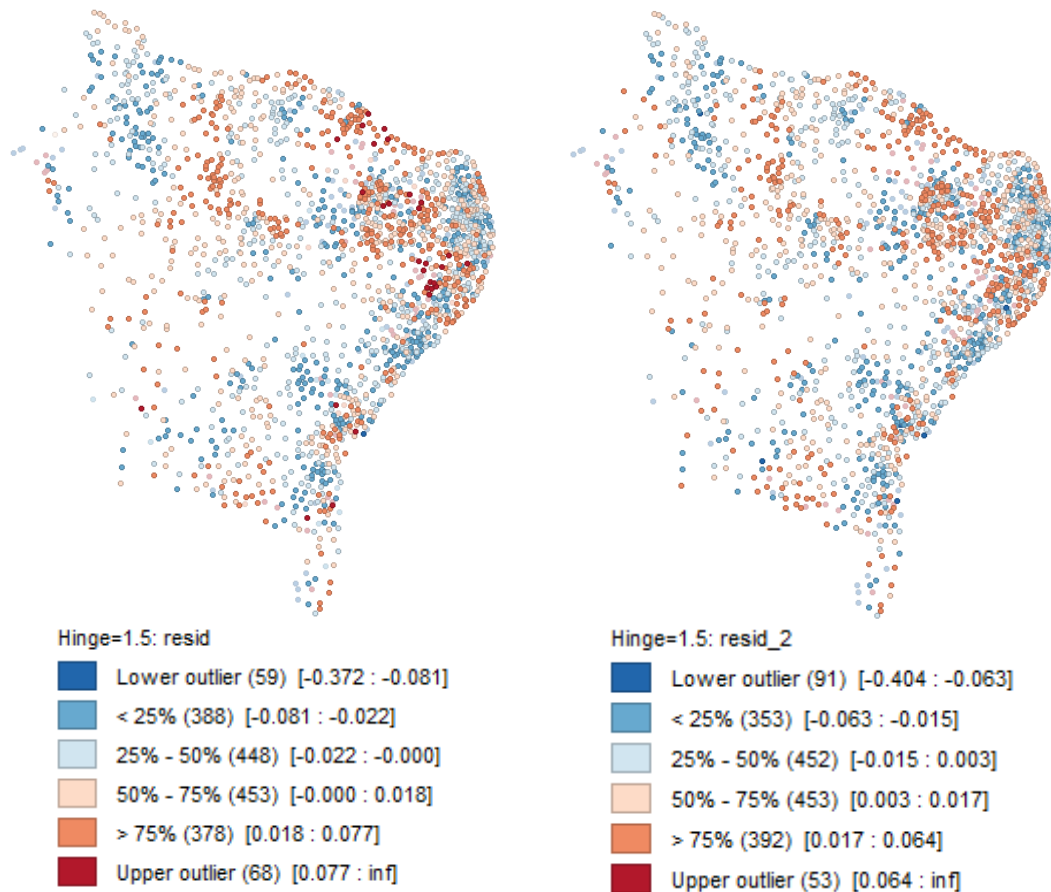 Hinge=1.5: resid
Lower outlier (59) [-0.372 : -0.081]
< 25% (388) [-0.081 : -0.022]
25% - 50% (448) [-0.022 : -0.000]
50% - 75% (453) [-0.000 : 0.018]
> 75% (378) [0.018 : 0.077]
Upper outlier (68) [0.077 : inf]
Hinge=1.5: resid_2
Lower outlier (91) [-0.404 : -0.063]
< 25% (353) [-0.063 : -0.015]
25% - 50% (452) [-0.015 : 0.003]
50% - 75% (453) [0.003 : 0.017]
> 75% (392) [0.017 : 0.064]
Upper outlier (53) [0.064 : inf]